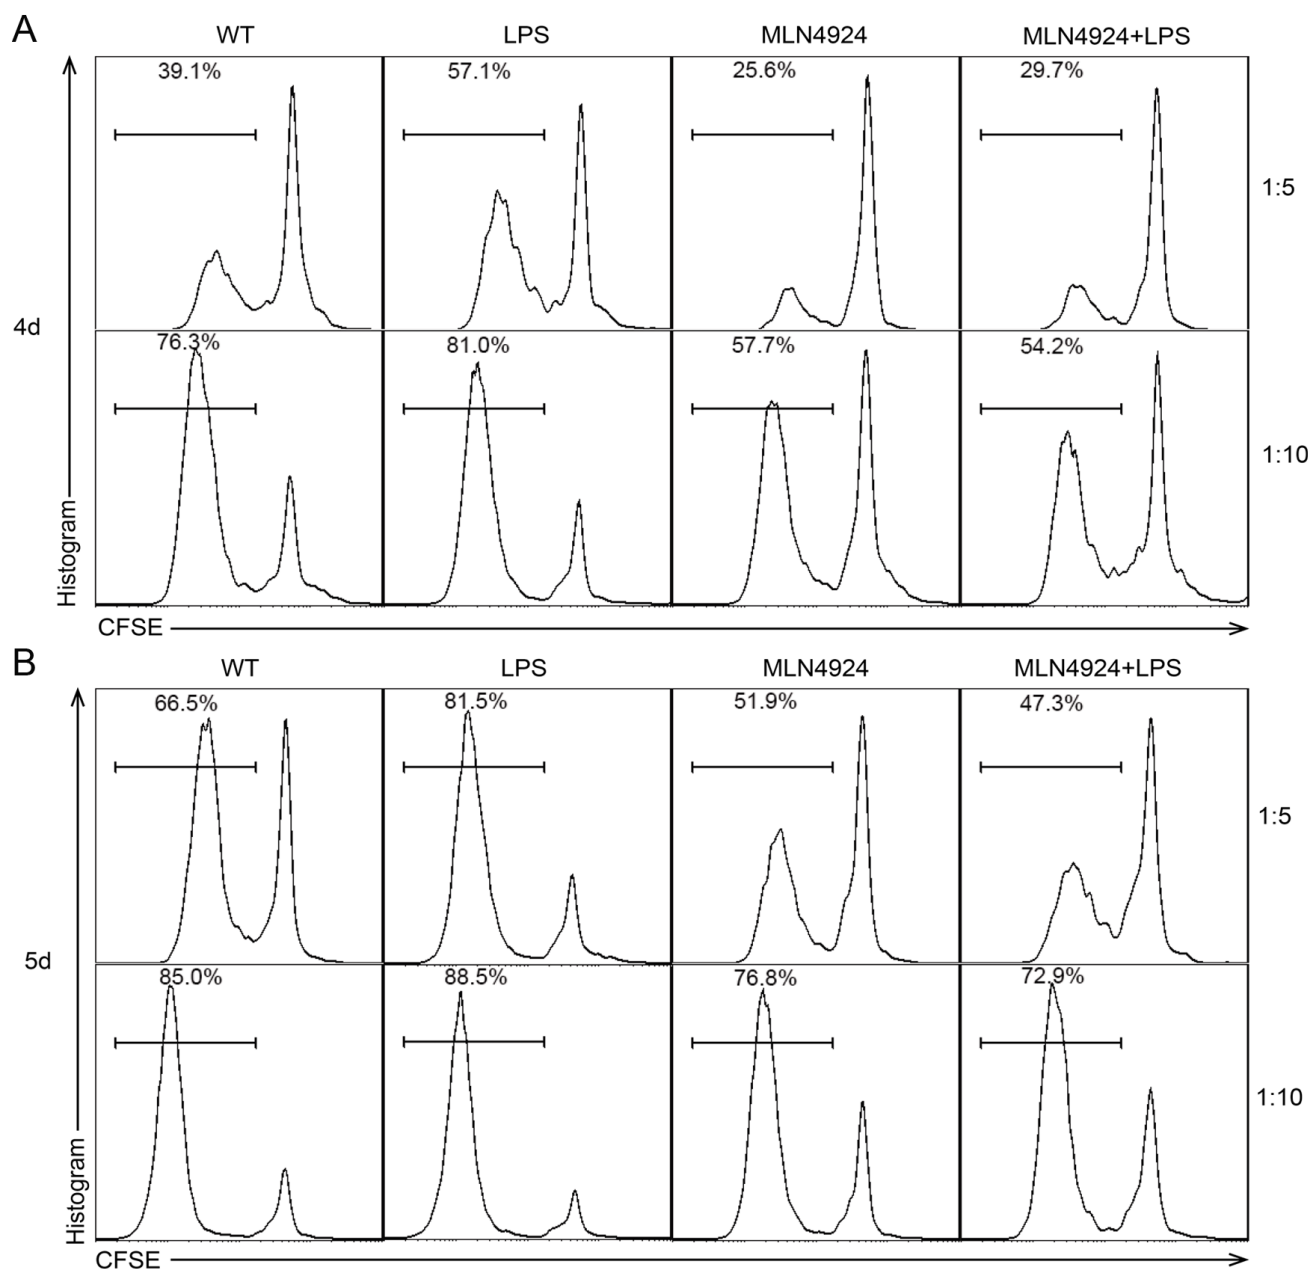 A
WT LPS MLN4924 MLN4924+LPS
39.1% 57.1% 25.6% 29.7%
1:5
4d
76.3% 81.0% 57.7% 54.2%
1:10
Histogram
CFSE
B
WT LPS MLN4924 MLN4924+LPS
66.5% 81.5% 51.9% 47.3%
1:5
5d
85.0% 88.5% 76.8% 72.9%
1:10
Histogram
CFSE